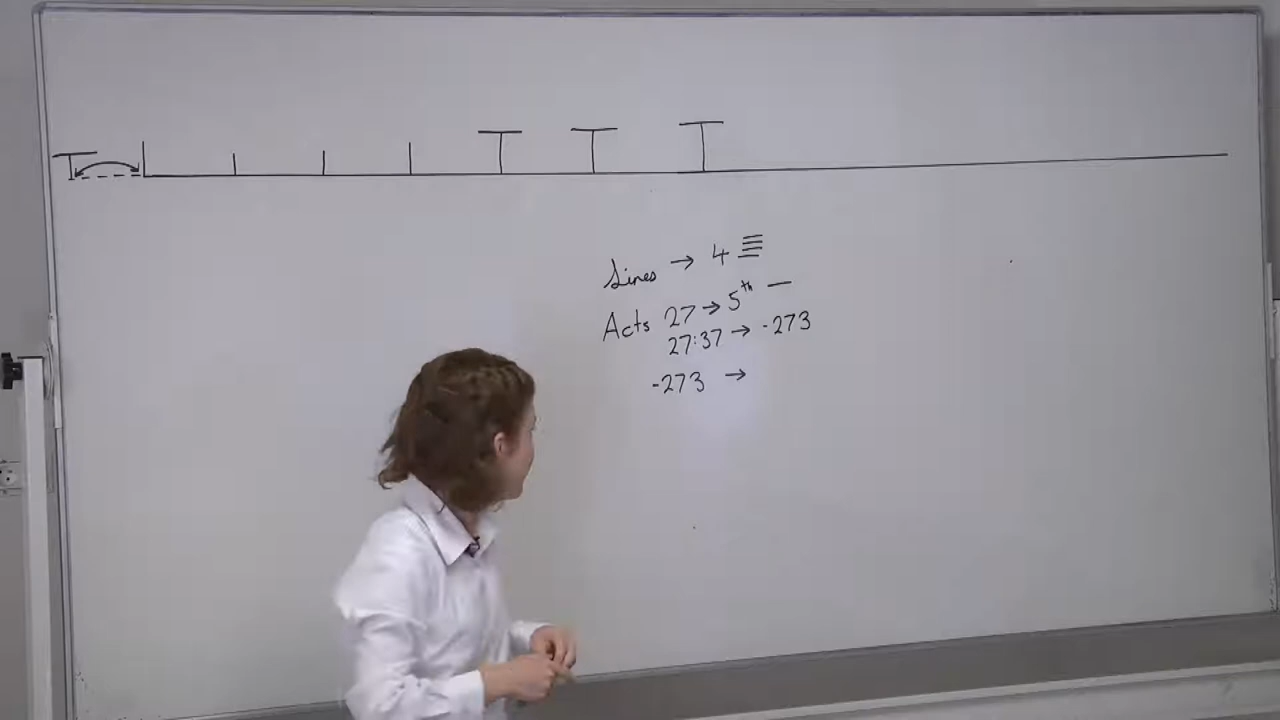 Lines → 4
Acts 27 → 5th —
27:37 → -273
-273 →